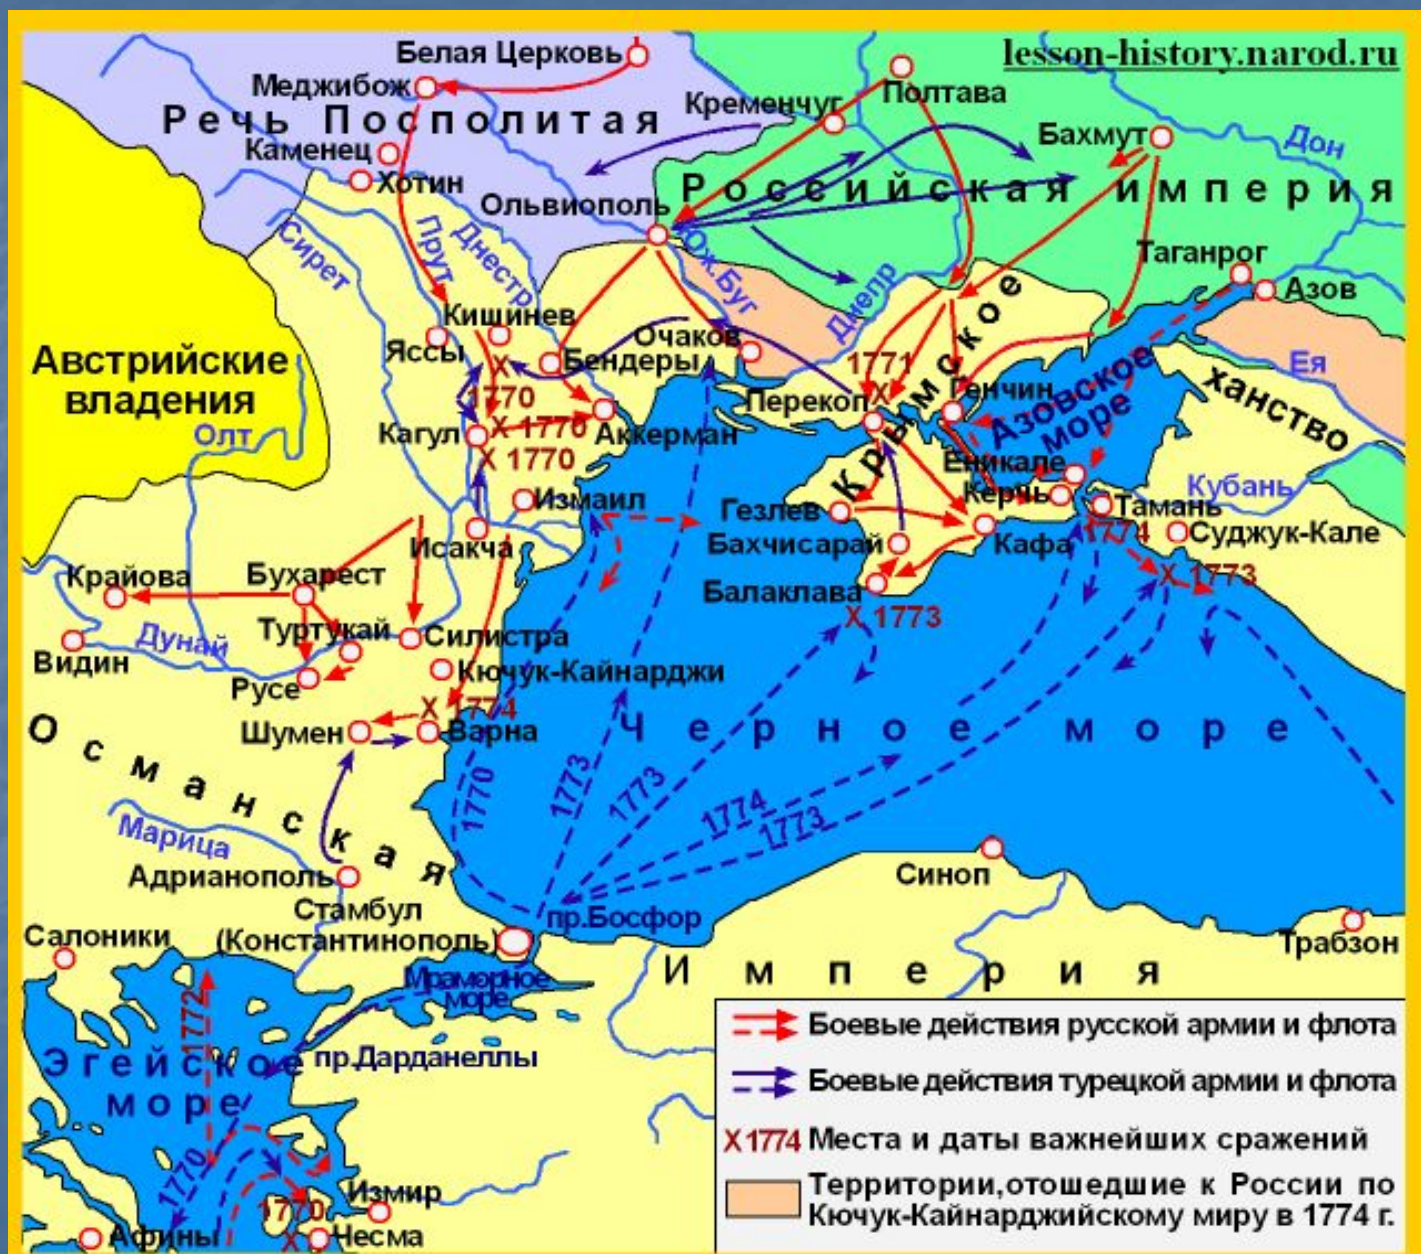 lesson-history.narod.ru
Белая Церковь
Меджибож
Речь Посполитая
Кременчуг
Полтава
Бахмут
Дон
Каменец
Хотин
Российская империя
Ольвиополь
Сирет
Прут
Днестр
Юж.Буг
Днепр
Таганрог
Азов
Кишинев
Яссы
Бендеры
Очаков
Крымское
ханство
Ея
Австрийские
владения
1770
1771
Перекоп
Генчин
Азовское
море
Олт
Кагул
X 1770
X 1770
Аккерман
Еникале
Керчь
Кубань
Измаил
Гезлев
Тамань
1774
Суджук-Кале
Исакча
Бахчисарай
Кафа
Крайова
Бухарест
Балаклава
X 1773
X 1773
Туртукай
Силистра
Дунай
Видин
Русе
Кючук-Кайнарджи
X 1774
Шумен
Варна
Черное море
Османская
1770
1773
1773
1774
1773
Марица
Адрианополь
Синоп
Стамбул
(Константинополь)
пр.Босфор
Салоники
Трабзон
Империя
Мраморное
море
1772
пр.Дарданеллы
Эгейское
море
1770
Измир
1770
Афины
X
Чесма
Боевые действия русской армии и флота
Боевые действия турецкой армии и флота
X 1774 Места и даты важнейших сражений
Территории,отошедшие к России по
Кючук-Кайнарджийскому миру в 1774 г.